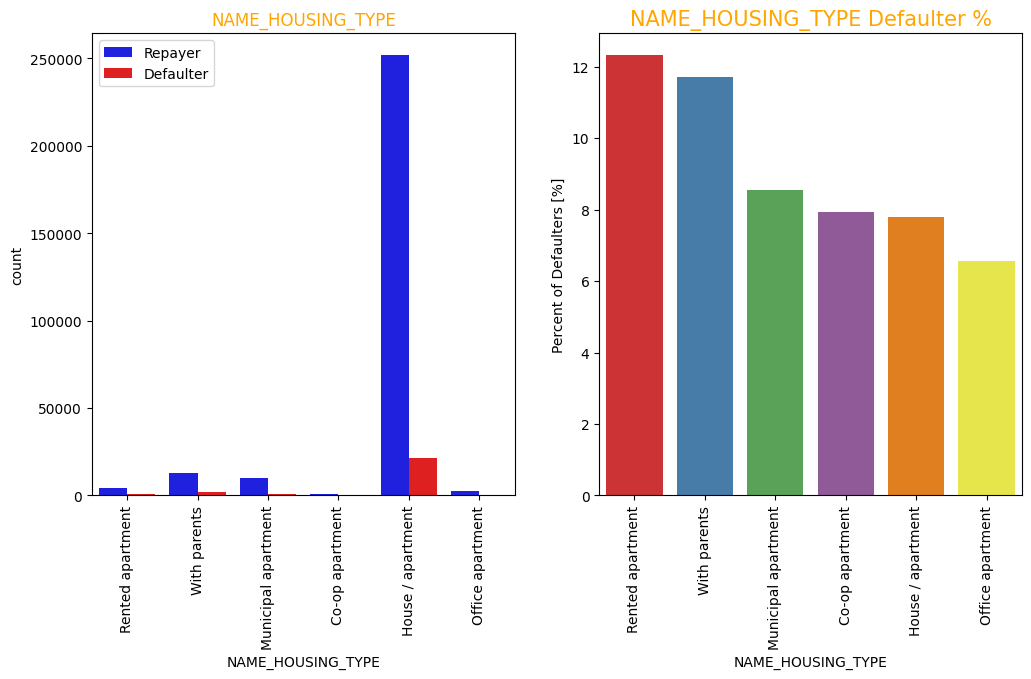 NAME_HOUSING_TYPE
Repayer
Defaulter
count
250000
200000
150000
100000
50000
0
Rented apartment
With parents
Municipal apartment
Co-op apartment
House / apartment
Office apartment
NAME_HOUSING_TYPE
NAME_HOUSING_TYPE Defaulter %
Percent of Defaulters [%]
12
10
8
6
4
2
0
Rented apartment
With parents
Municipal apartment
Co-op apartment
House / apartment
Office apartment
NAME_HOUSING_TYPE